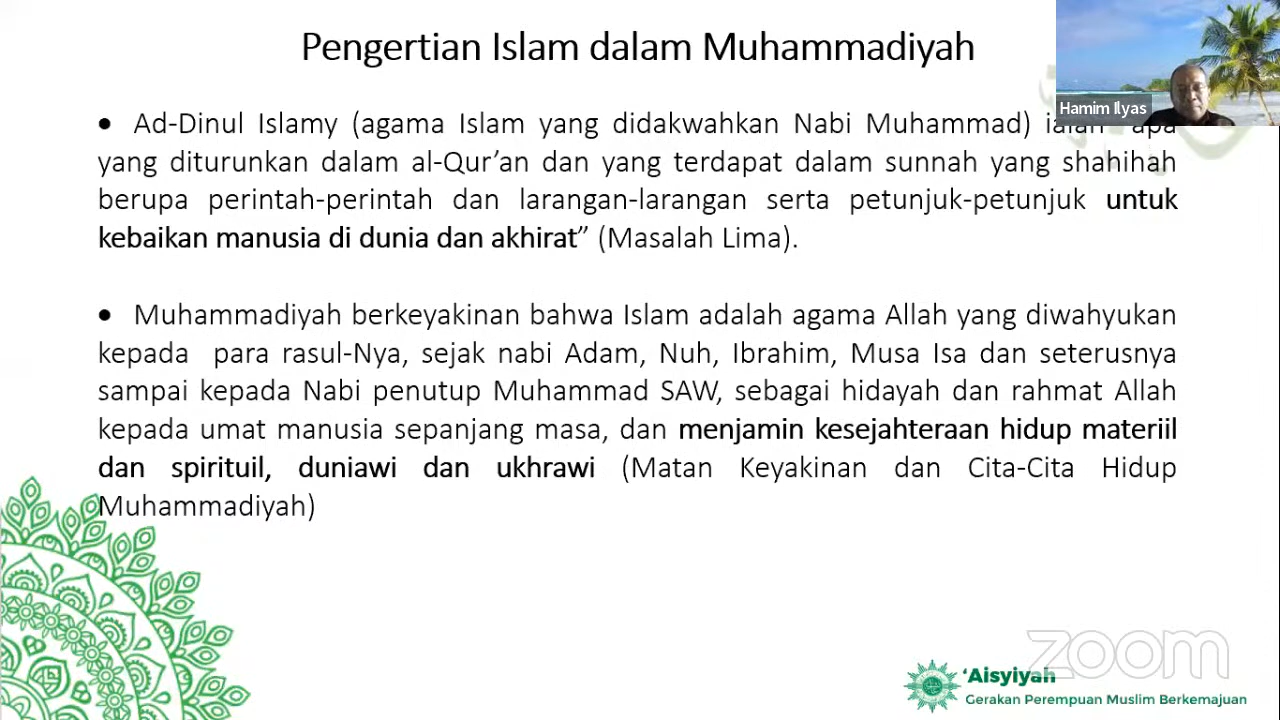 Pengertian Islam dalam Muhammadiyah
Hamim Ilyas
• Ad-Dinul Islamy (agama Islam yang didakwahkan Nabi Muhammad) ialah apa
yang diturunkan dalam al-Qur’an dan yang terdapat dalam sunnah yang shahihah
berupa perintah-perintah dan larangan-larangan serta petunjuk-petunjuk untuk
kebaikan manusia di dunia dan akhirat” (Masalah Lima).
• Muhammadiyah berkeyakinan bahwa Islam adalah agama Allah yang diwahyukan
kepada para rasul-Nya, sejak nabi Adam, Nuh, Ibrahim, Musa Isa dan seterusnya
sampai kepada Nabi penutup Muhammad SAW, sebagai hidayah dan rahmat Allah
kepada umat manusia sepanjang masa, dan menjamin kesejahteraan hidup materiil
dan spirituil, duniawi dan ukhrawi (Matan Keyakinan dan Cita-Cita Hidup
Muhammadiyah)
zoom
‘Aisyiyah
Gerakan Perempuan Muslim Berkemajuan